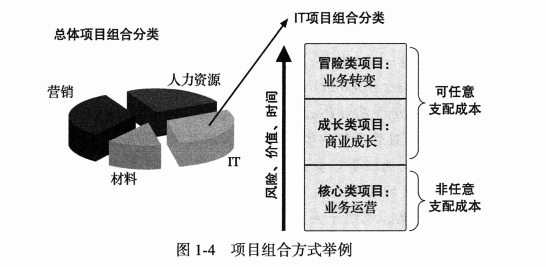 IT项目组合分类
总体项目组合分类
人力资源
营销
IT
材料
风险、价值、时间
冒险类项目：
业务转变
成长类项目：
商业成长
核心类项目：
业务运营
可任意
支配成本
非任意
支配成本
图 1-4 项目组合方式举例